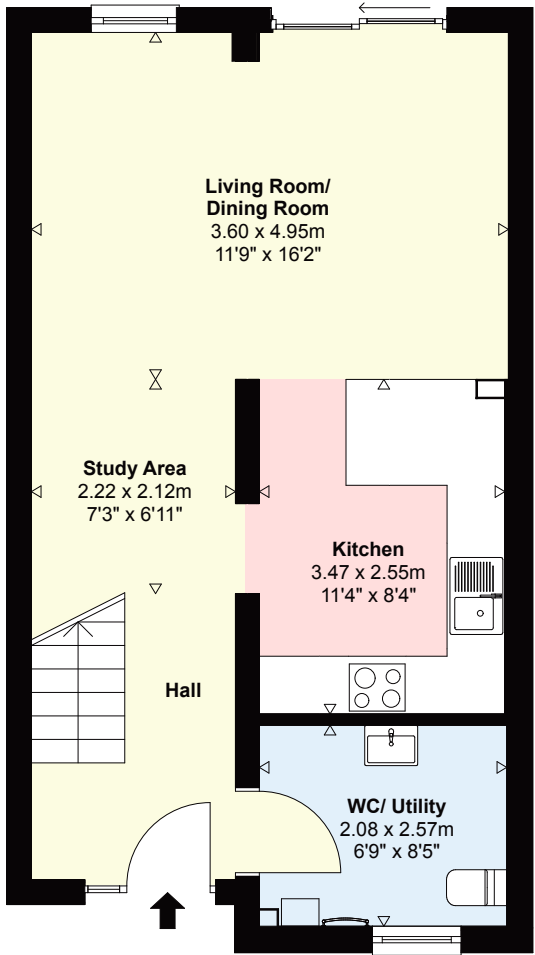 Living Room/
Dining Room
3.60 x 4.95m
11'9" x 16'2"
Study Area
2.22 x 2.12m
7'3" x 6'11"
Kitchen
3.47 x 2.55m
11'4" x 8'4"
Hall
WC/ Utility
2.08 x 2.57m
6'9" x 8'5"